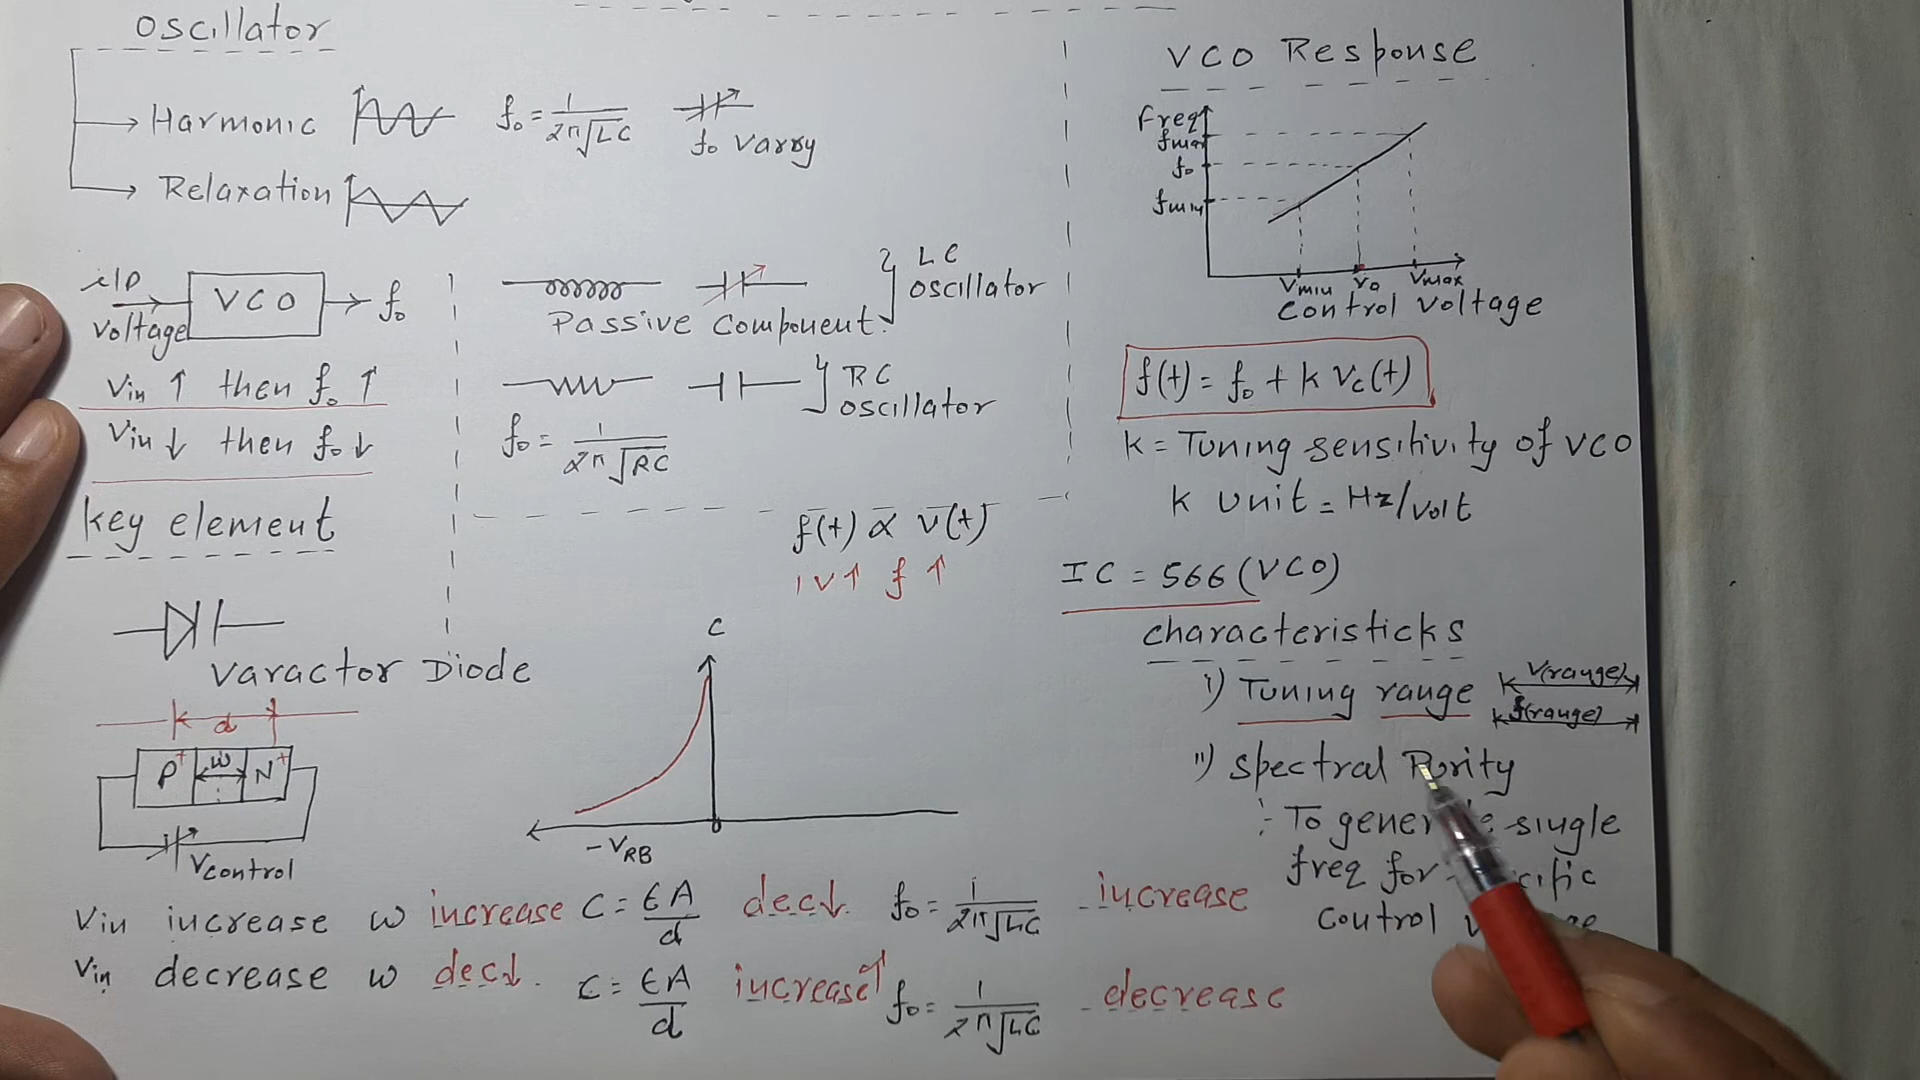 Oscillator
Harmonic f₀ = 1/2π√LC
f₀ Varry
Relaxation
i/p
Voltage
VCO
f₀
Vin ↑ then f₀ ↑
Vin ↓ then f₀ ↓
key element
Varactor Diode
d
P⁺ W N⁺
Vcontrol
LC
oscillator
Passive Component
RC
oscillator
f₀ = 1/2π√RC
f(t) ∝ v(t)
V↑ f ↑
C
-VRB
0
Vin increase w increase C = ϵA/d decd. f₀ = 1/2π√LC increase
Vin decrease w decd. C = ϵA/d increase↑ f₀ = 1/2π√LC decrease
VCO Response
Freq
fmax
f₀
fmin
Vmin V₀ Vmax
Control Voltage
f(t) = f₀ + K Vc(t)
K = Tuning sensitivity of VCO
K unit = Hz/volt
IC = 566 (VCO)
characteristicks
i) Tuning range V(range)
f(range)
ii) Spectral Purity
:- To single
freq for
control